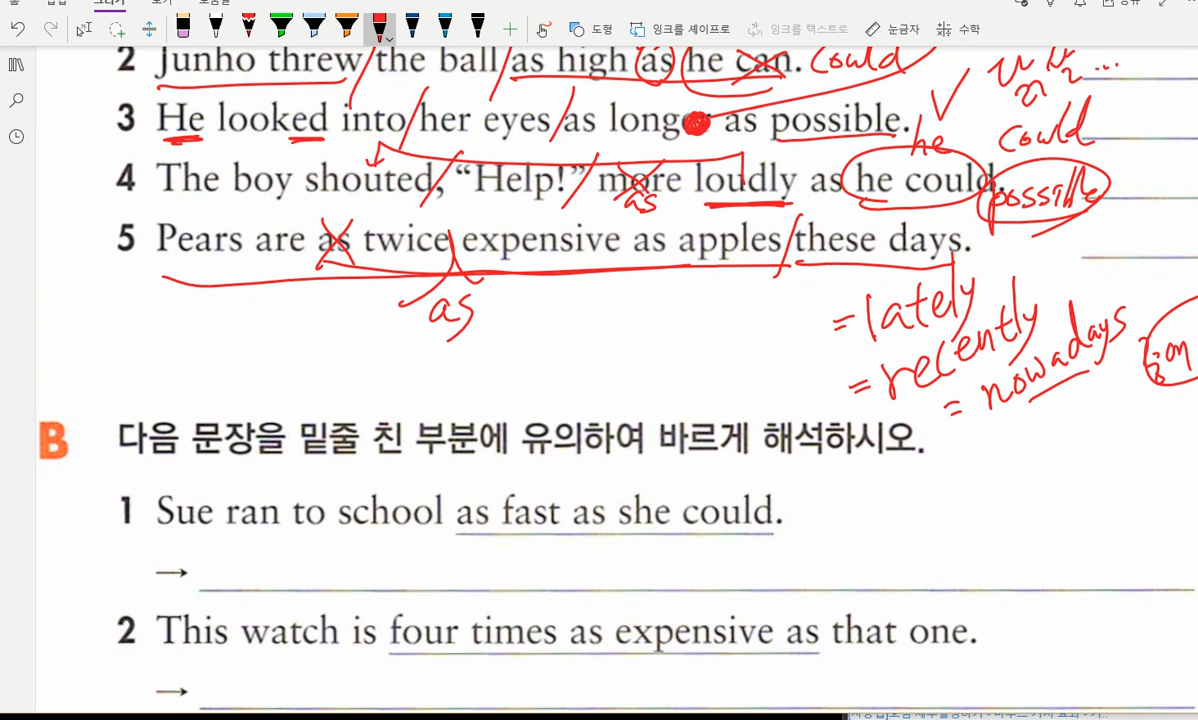 도형
잉크를 셰이프로
잉크를 텍스트로
눈금자
수학
2 Junho threw the ball as high as he can. could
3 He looked into her eyes as longer as possible.
he could
4 The boy shouted, “Help!” more loudly as he could.
as
possible
5 Pears are as twice expensive as apples these days.
as
= lately
= recently
= nowadays
B 다음 문장을 밑줄 친 부분에 유의하여 바르게 해석하시오.
1 Sue ran to school as fast as she could.
→
2 This watch is four times as expensive as that one.
→